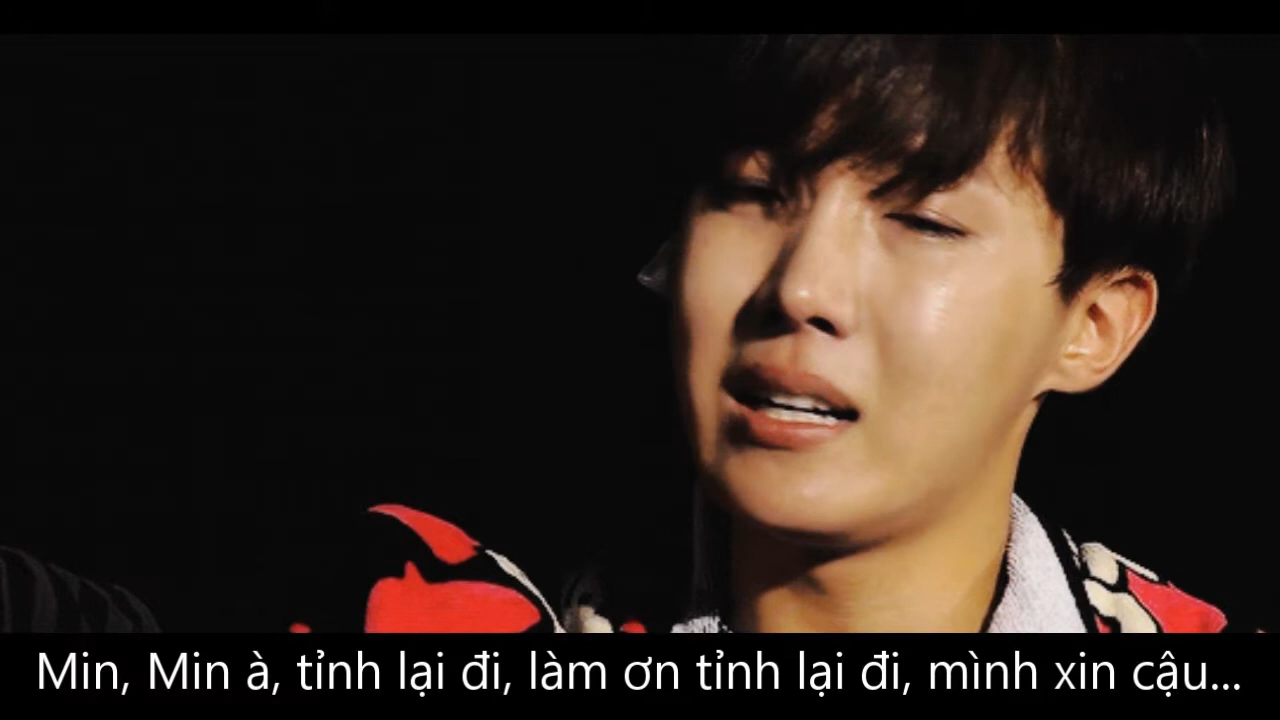 Min, Min à, tỉnh lại đi, làm ơn tỉnh lại đi, mình xin cậu...